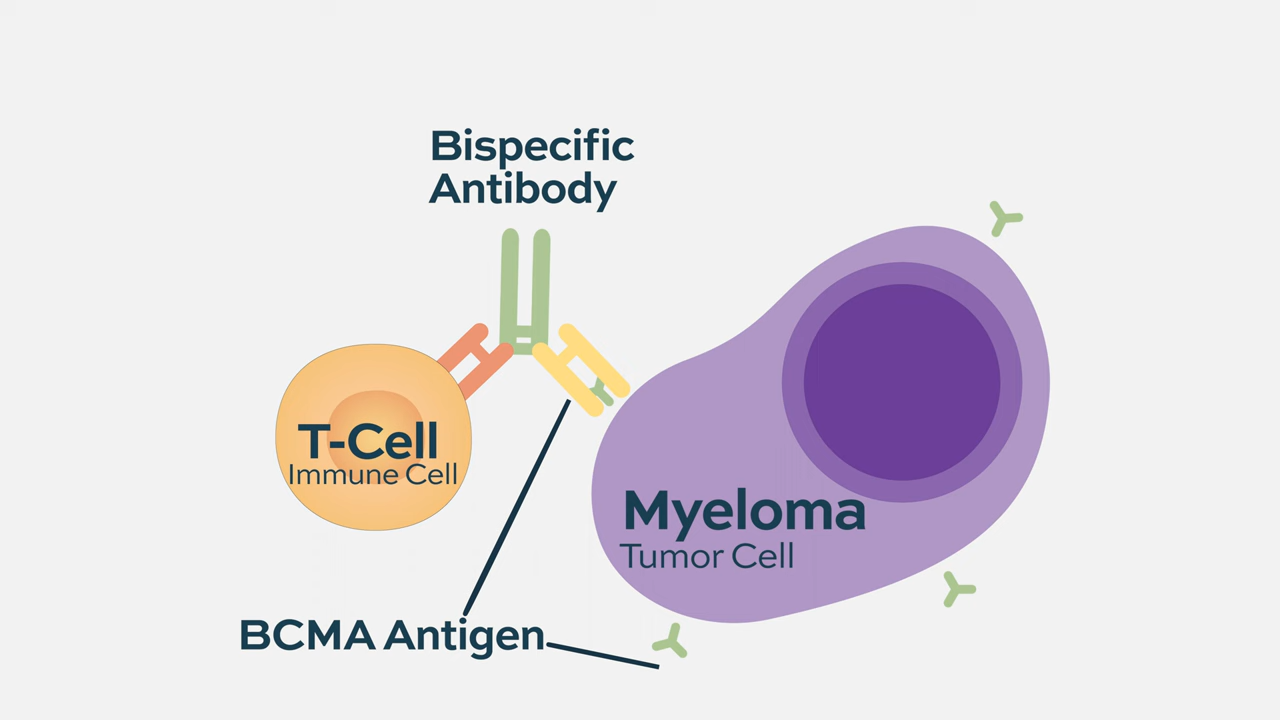 Bispecific
Antibody
T-Cell
Immune Cell
Myeloma
Tumor Cell
BCMA Antigen